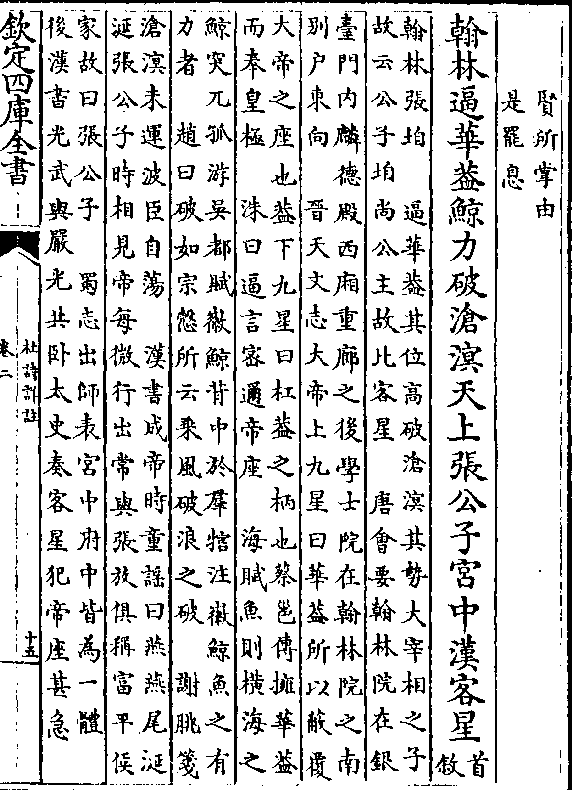 賢所掌由
是罷息
翰林逼華葢鯨力破滄溟天上張公子宮中漢客星首
敘
翰林張垍　逼華葢其位高破滄溟其勢大宰相之子
故云公子垍尚公主故比客星　唐會要翰林院在銀
臺門内麟德殿西廂重廊之後學士院在翰林院之南
别户東向　晉天文志大帝上九星曰華葢所以蔽覆
大帝之座也葢下九星曰杠葢之柄也蔡邕傳擁華葢
而奉皇極　洙曰逼言密邇帝座　海賦魚則横海之
鯨突兀孤游吳都賦徽鯨背中於羣犗注徽鯨魚之有
力者　趙曰破如宗慤所云乘風破浪之破　謝朓箋
滄溟未運波臣自蕩　漢書成帝時童謡曰燕燕尾涎
涎張公子時相見帝每微行出常與張放俱稱富平侯
家故曰張公子　蜀志出師表宮中府中皆為一體
後漢書光武與嚴光共卧太史奏客星犯帝座甚急
欽定四庫全書
杜詩詳註
卷二
十五